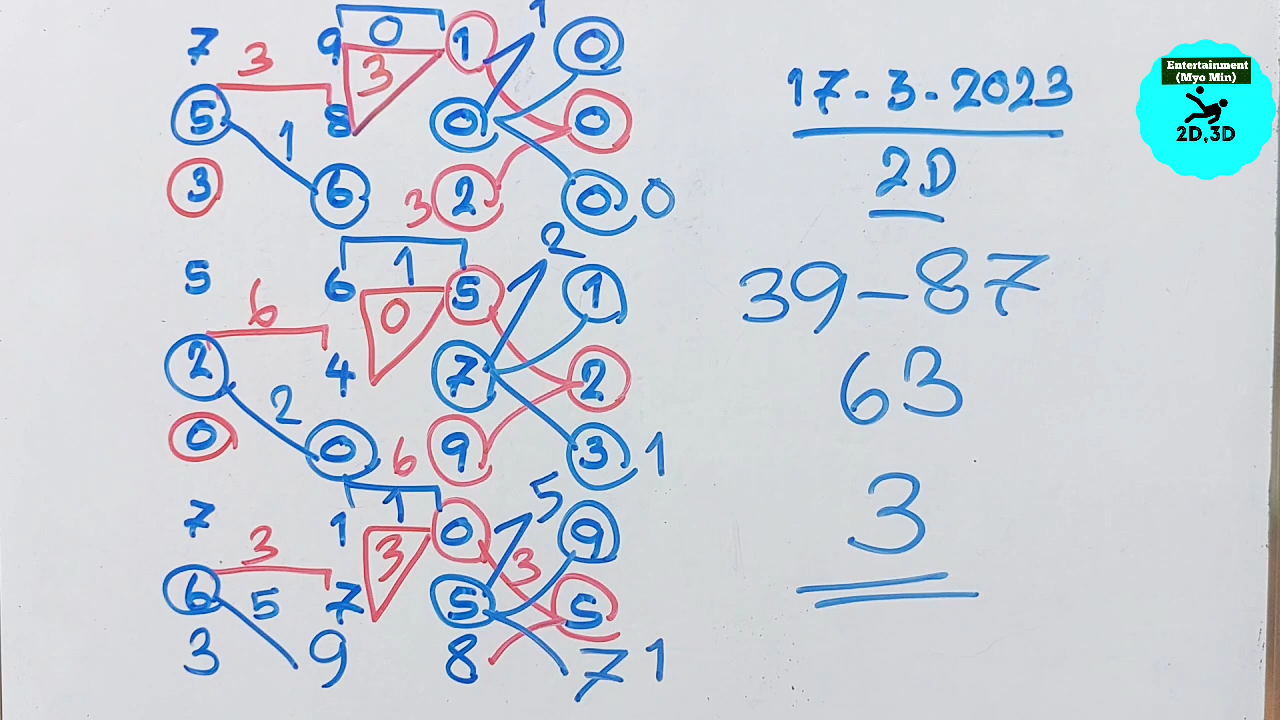 0 1
7 9 1 0
3 3
5 8 0 0
1
3 6 3 2 0 0
2
5 6 1 5 1
6 0
2 4 7 2
2
0 0 6 9 3 1
1 5
7 1 0 9
3 3 3
6 5 7 5 5
3 9 8 7 1
17-3-2023
2D
39-87
63
3
Entertainment
(Myo Min)
2D,3D